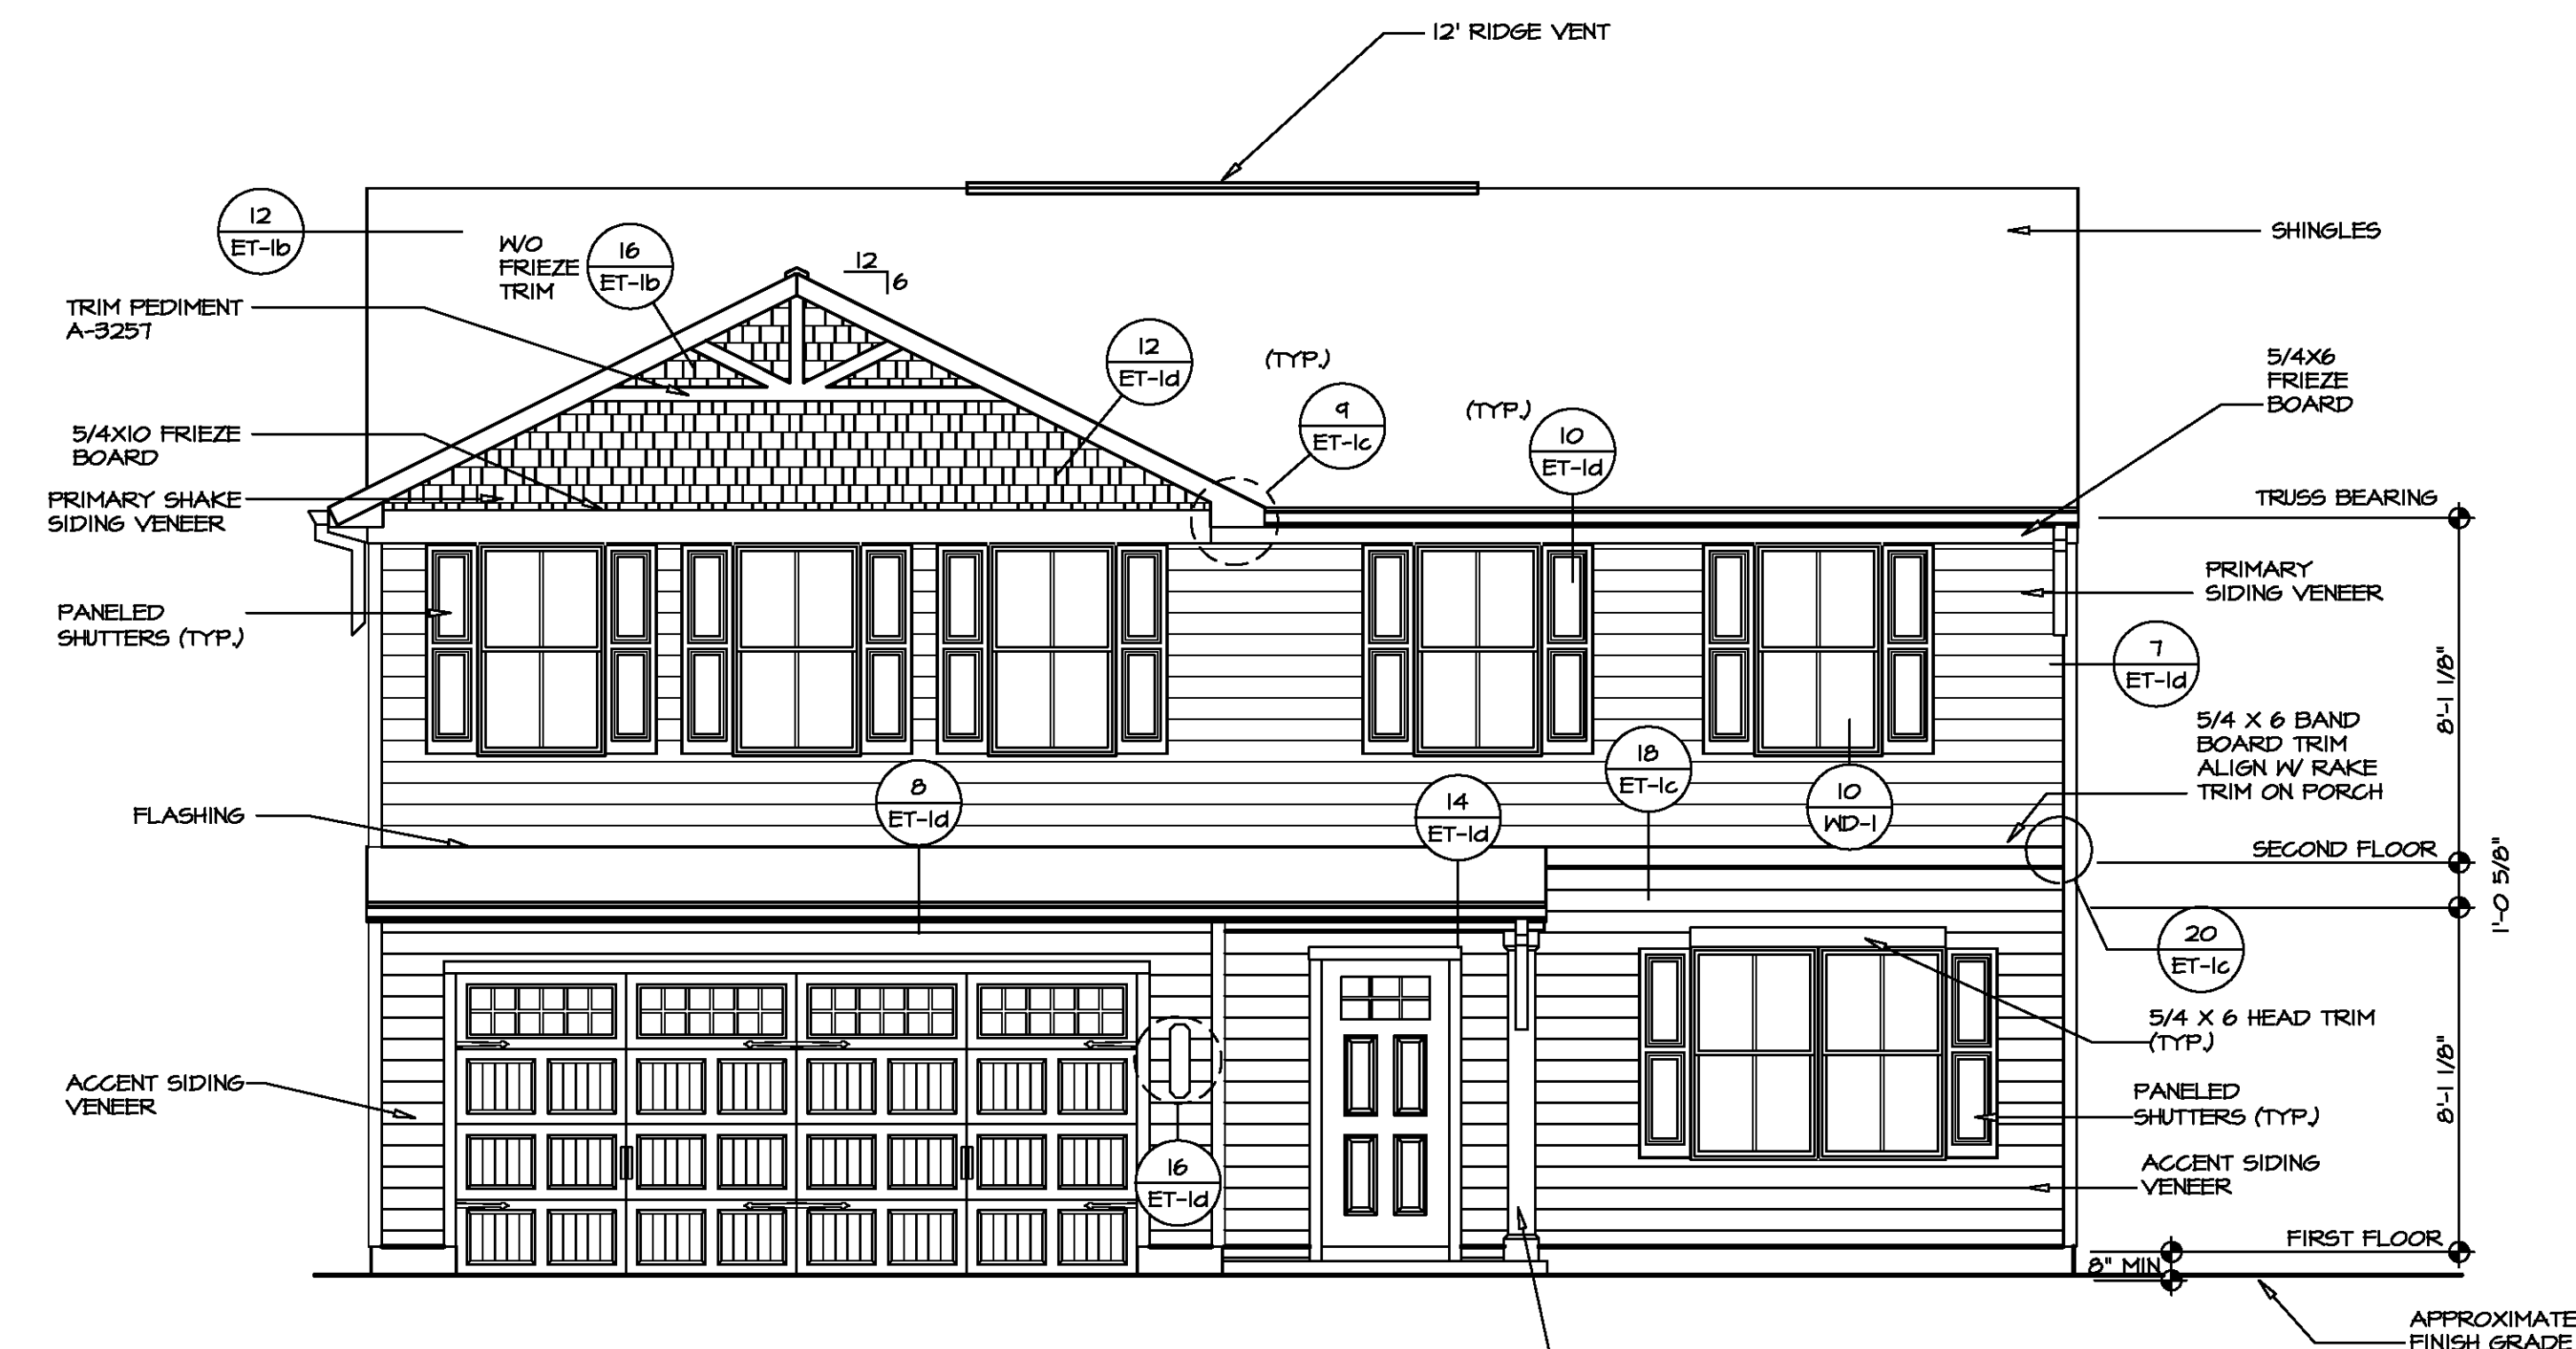 12' RIDGE VENT
12
ET-1b
W/O
FRIEZE
TRIM
16
ET-1b
12
6
SHINGLES
TRIM PEDIMENT
A-3257
12
ET-1d
(TYP.)
9
ET-1c
(TYP.)
10
ET-1d
5/4X6
FRIEZE
BOARD
5/4X10 FRIEZE
BOARD
PRIMARY SHAKE
SIDING VENEER
TRUSS BEARING
PANELED
SHUTTERS (TYP.)
PRIMARY
SIDING VENEER
7
ET-1d
8'-1 1/8"
5/4 X 6 BAND
BOARD TRIM
ALIGN W/ RAKE
TRIM ON PORCH
FLASHING
8
ET-1d
14
ET-1d
18
ET-1c
10
WD-1
SECOND FLOOR
1'-0 5/8"
20
ET-1c
5/4 X 6 HEAD TRIM
(TYP.)
ACCENT SIDING
VENEER
16
ET-1d
PANELED
SHUTTERS (TYP.)
8'-1 1/8"
ACCENT SIDING
VENEER
FIRST FLOOR
8" MIN
APPROXIMATE
FINISH GRADE